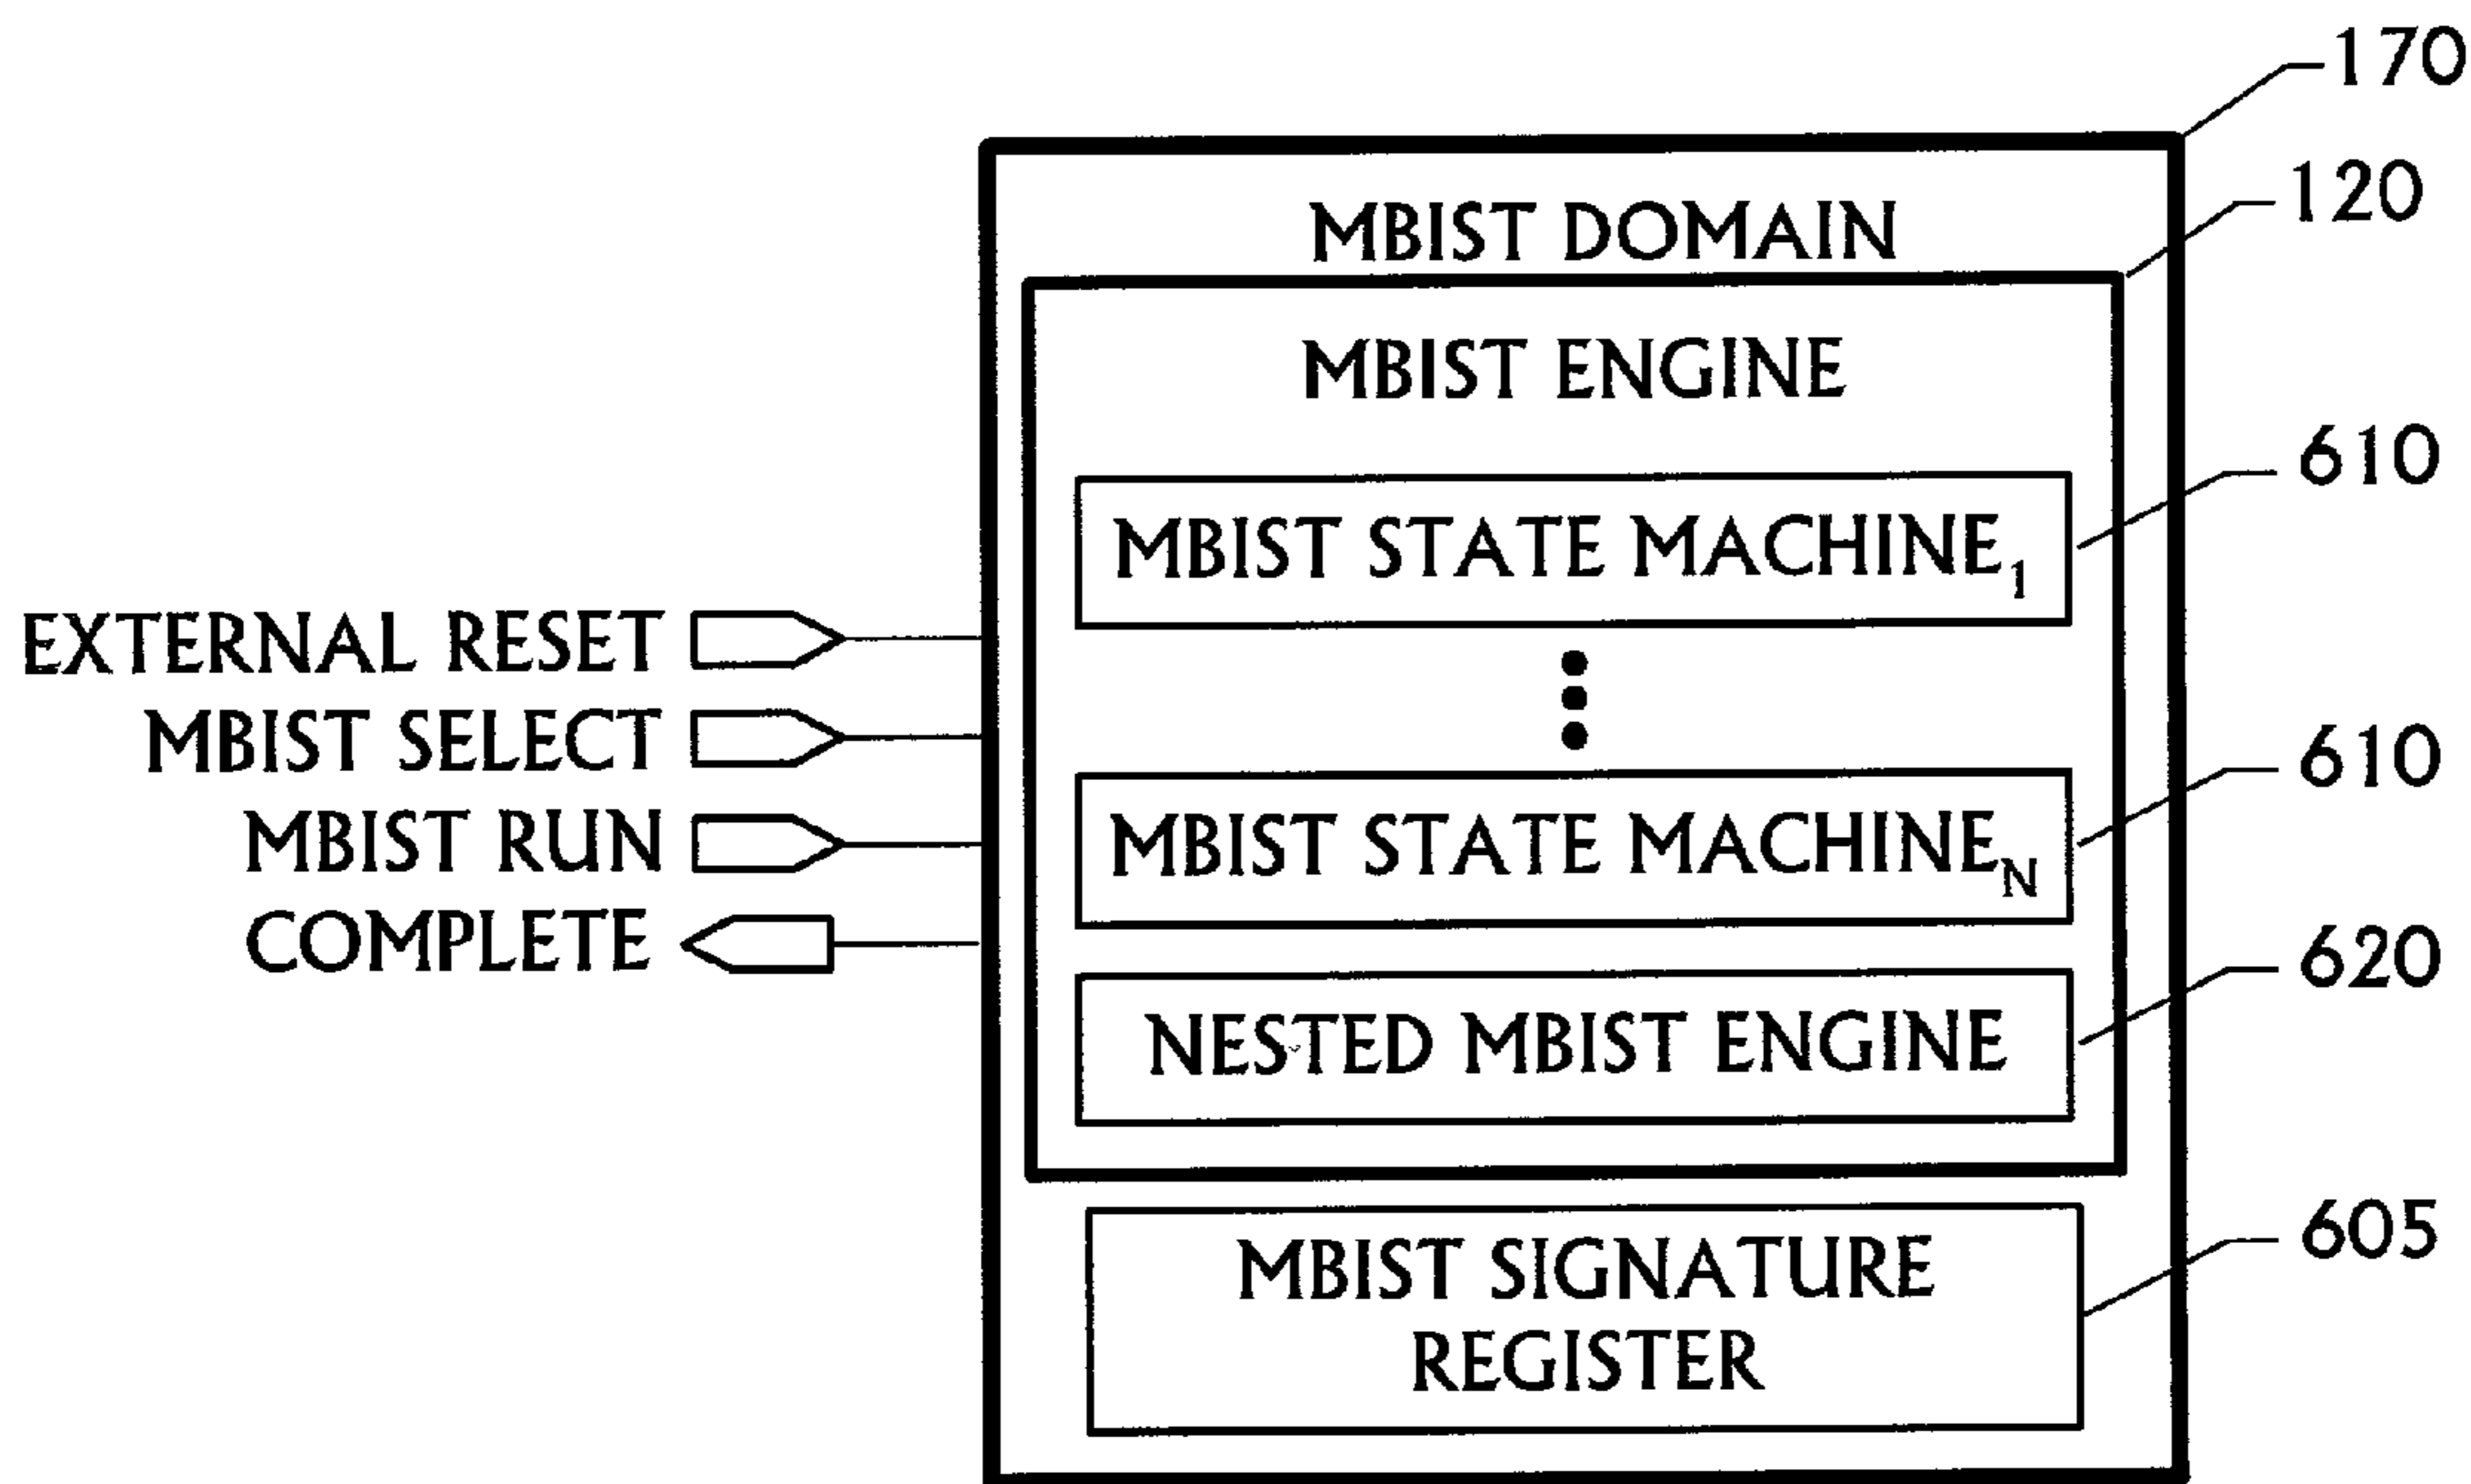 170
120
MBIST DOMAIN
MBIST ENGINE
610
MBIST STATE MACHINE1
EXTERNAL RESET
MBIST SELECT
610
MBIST RUN
MBIST STATE MACHINEN
COMPLETE
620
NESTED MBIST ENGINE
605
MBIST SIGNATURE
REGISTER